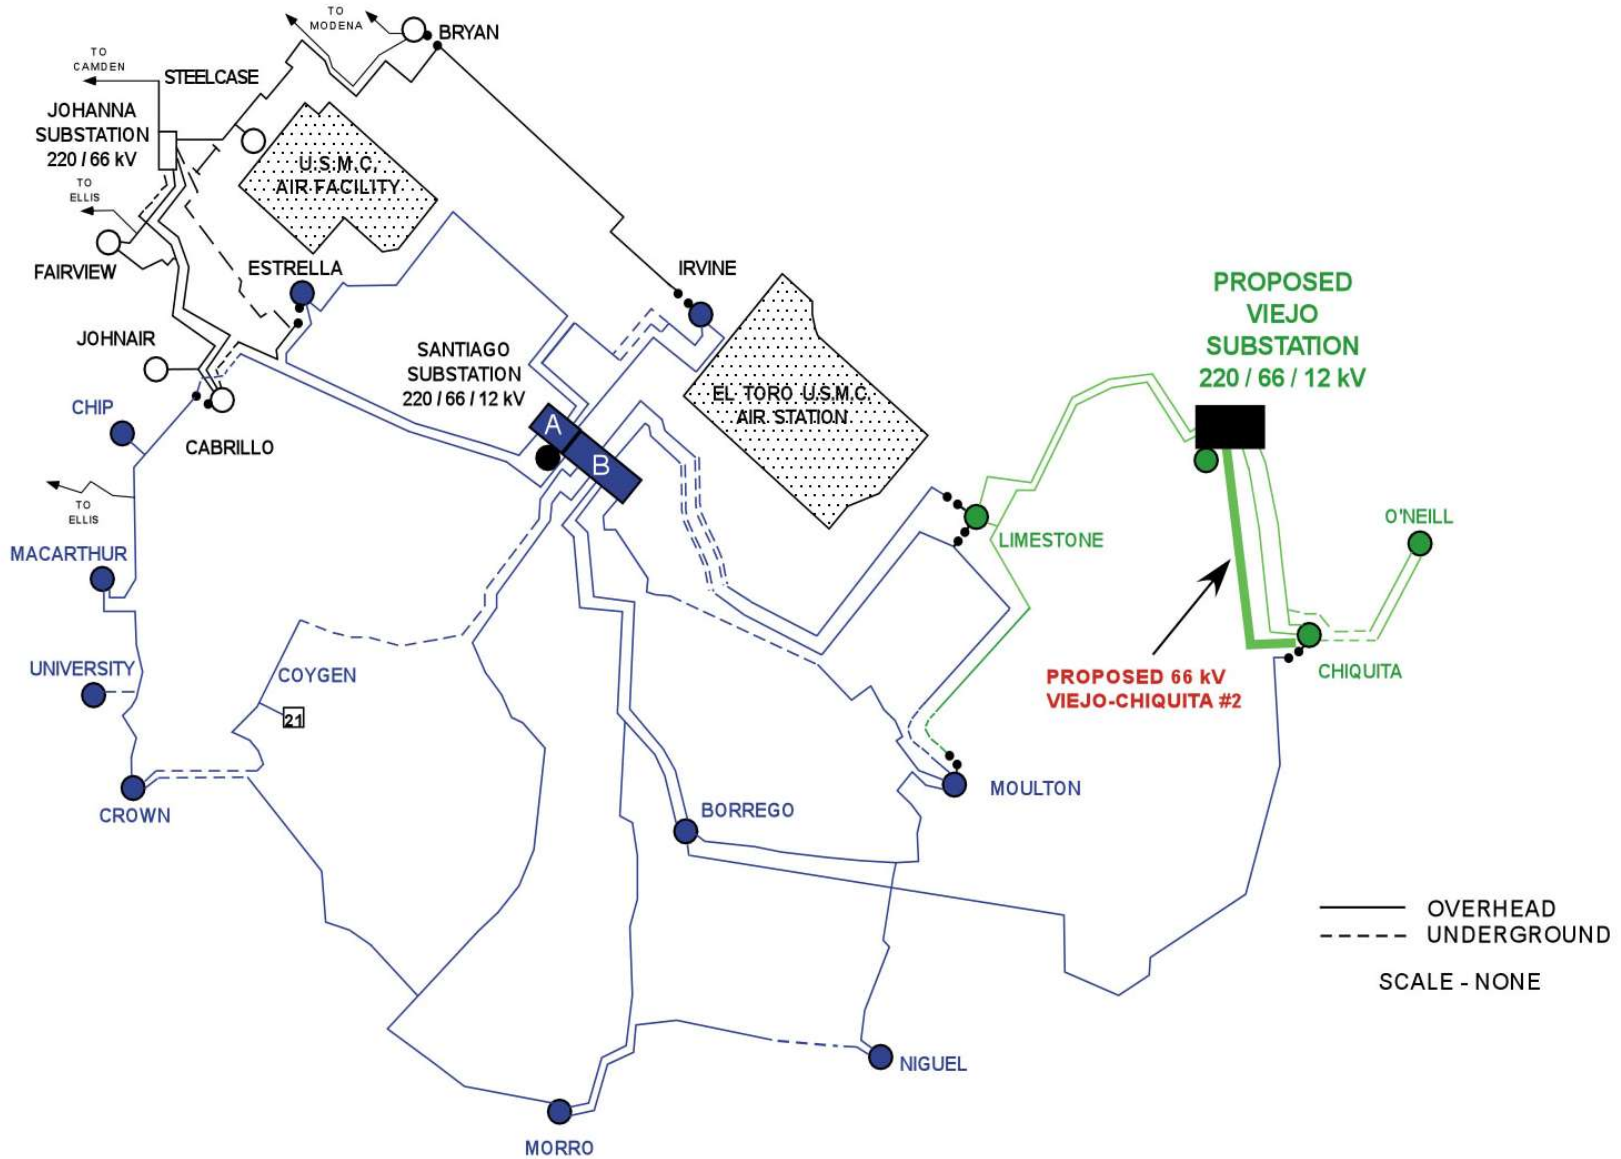 TO
MODENA
BRYAN
TO
CAMDEN
STEELCASE
JOHANNA
SUBSTATION
220 / 66 kV
U.S.M.C.
AIR FACILITY
TO
ELLIS
FAIRVIEW
ESTRELLA
IRVINE
PROPOSED
VIEJO
SUBSTATION
220 / 66 / 12 kV
JOHNAIR
SANTIAGO
SUBSTATION
220 / 66 / 12 kV
EL TORO U.S.M.C.
AIR STATION
CHIP
A
B
CABRILLO
TO
ELLIS
O'NEILL
LIMESTONE
MACARTHUR
UNIVERSITY
COYGEN
21
PROPOSED 66 kV
VIEJO-CHIQUITA #2
CHIQUITA
CROWN
BORREGO
MOULTON
OVERHEAD
UNDERGROUND
SCALE - NONE
NIGUEL
MORRO